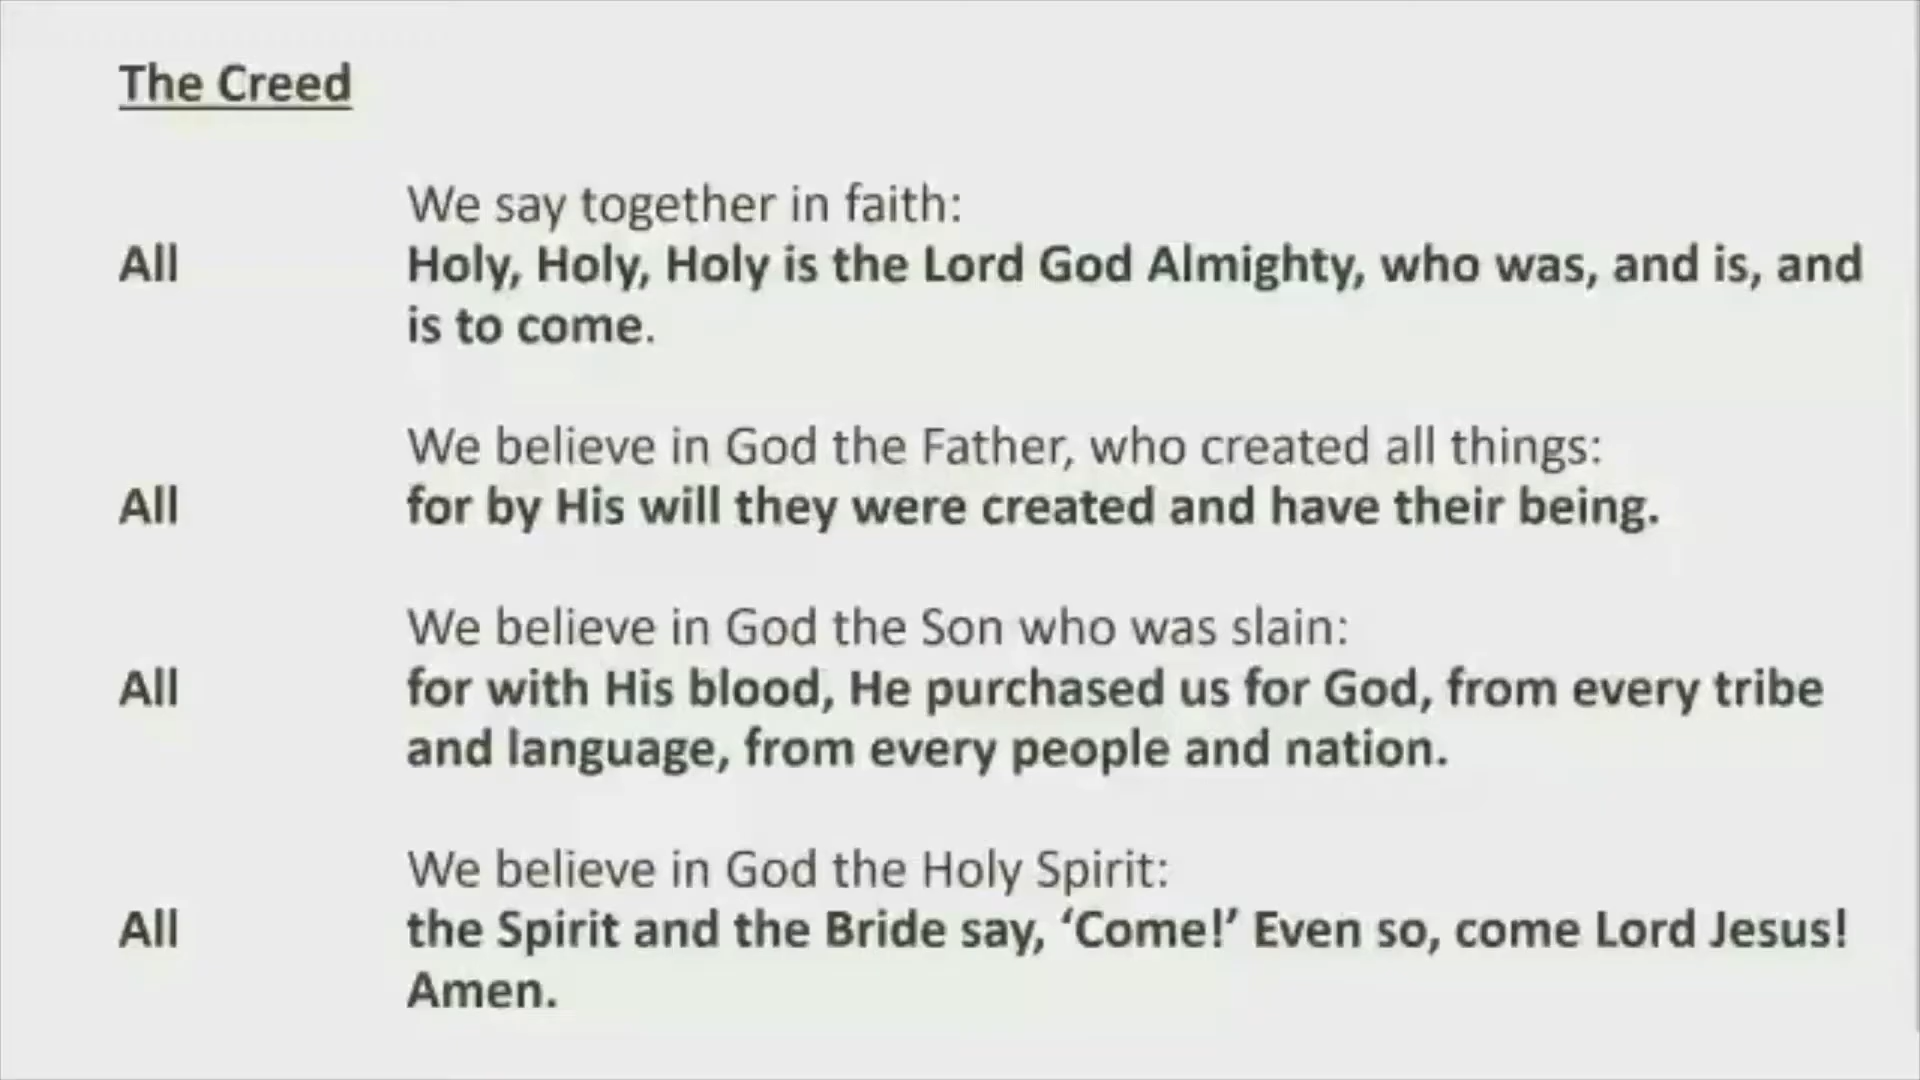 The Creed
We say together in faith:
All Holy, Holy, Holy is the Lord God Almighty, who was, and is, and
is to come.
We believe in God the Father, who created all things:
All for by His will they were created and have their being.
We believe in God the Son who was slain:
All for with His blood, He purchased us for God, from every tribe
and language, from every people and nation.
We believe in God the Holy Spirit:
All the Spirit and the Bride say, ‘Come!’ Even so, come Lord Jesus!
Amen.